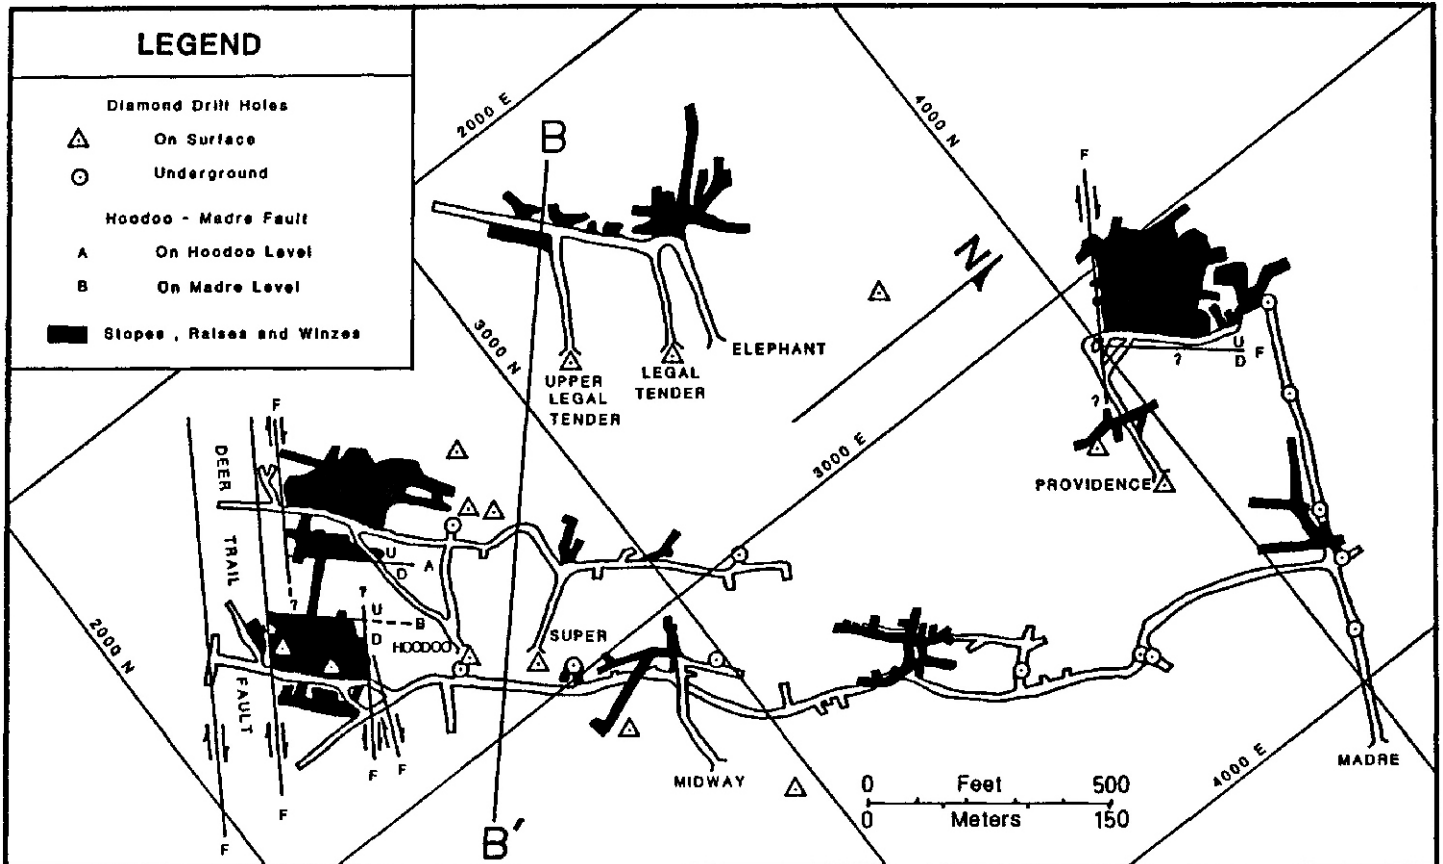 LEGEND
Diamond Drill Holes
On Surface
Underground
Hoodoo - Madre Fault
A On Hoodoo Level
B On Madre Level
Slopes , Raises and Winzes
2000 E
B
4000 N
F
N
3000 N
ELEPHANT
UPPER
LEGAL
TENDER
LEGAL
TENDER
U
D
F
?
?
3000 E
PROVIDENCE
F
DEER
TRAIL
FAULT
U
D
A
?
?
U
D
B
HOODOO
SUPER
2000 N
F
F
F
F
MIDWAY
B'
0 Feet 500
0 Meters 150
4000 E
MADRE